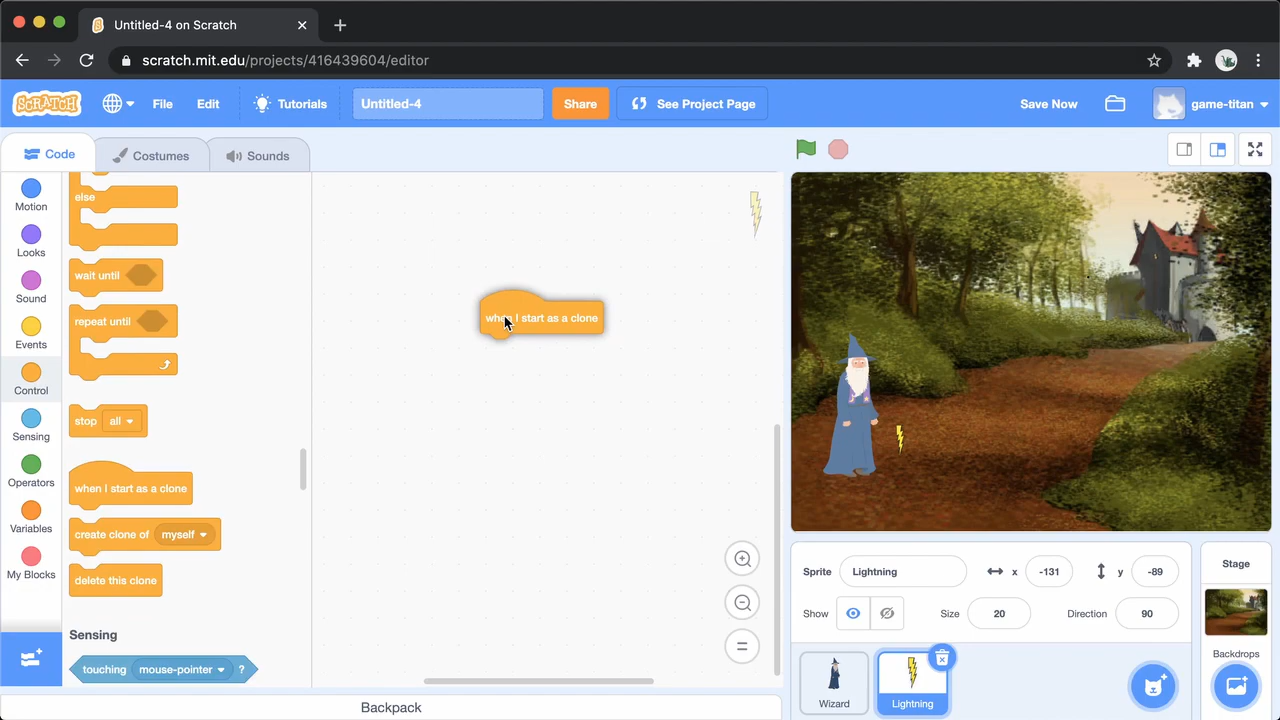 Untitled-4 on Scratch
scratch.mit.edu/projects/416439604/editor
SCRATCH
File
Edit
Tutorials
Untitled-4
Share
See Project Page
Save Now
game-titan
Code
Costumes
Sounds
Motion
Looks
Sound
Events
Control
Sensing
Operators
Variables
My Blocks
else
wait until
repeat until
stop all
when I start as a clone
create clone of myself
delete this clone
Sensing
touching mouse-pointer ?
when I start as a clone
Backpack
Sprite Lightning x -131 y -89
Show Size 20 Direction 90
Wizard
Lightning
Stage
Backdrops